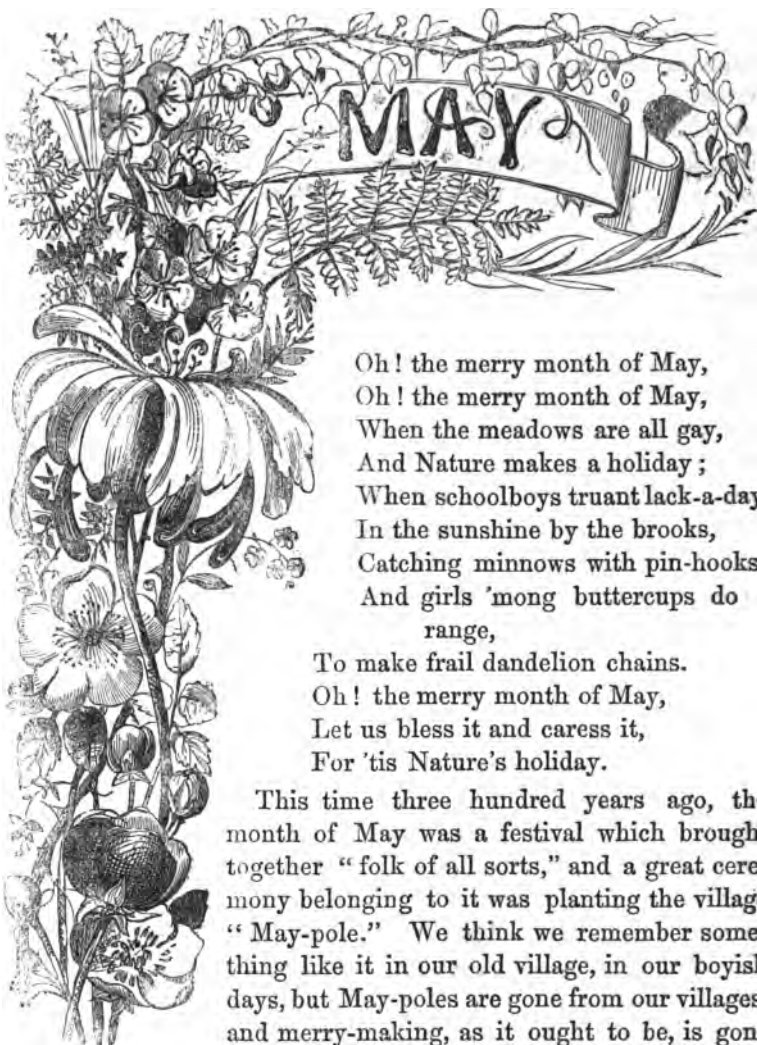 MAY
Oh! the merry month of May,
Oh! the merry month of May,
When the meadows are all gay,
And Nature makes a holiday;
When schoolboys truant lack-a-day
In the sunshine by the brooks,
Catching minnows with pin-hooks
And girls 'mong buttercups do
range,
To make frail dandelion chains.
Oh! the merry month of May,
Let us bless it and caress it,
For 'tis Nature's holiday.
This time three hundred years ago, th
month of May was a festival which brough
together "folk of all sorts," and a great cere
mony belonging to it was planting the villag
"May-pole." We think we remember some
thing like it in our old village, in our boyis
days, but May-poles are gone from our villages
and merry-making, as it ought to be, is gon